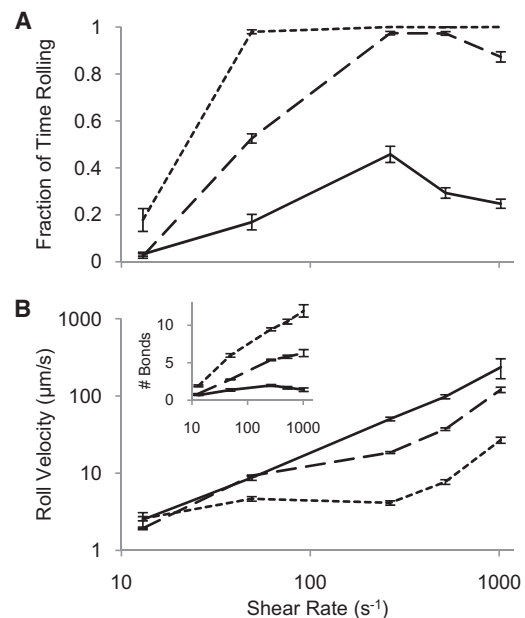 A
Fraction of Time Rolling
1
0.8
0.6
0.4
0.2
0
B
Roll Velocity (µm/s)
1000
100
10
1
# Bonds
10
5
0
10 100 1000
10 100 1000
Shear Rate (s-1)